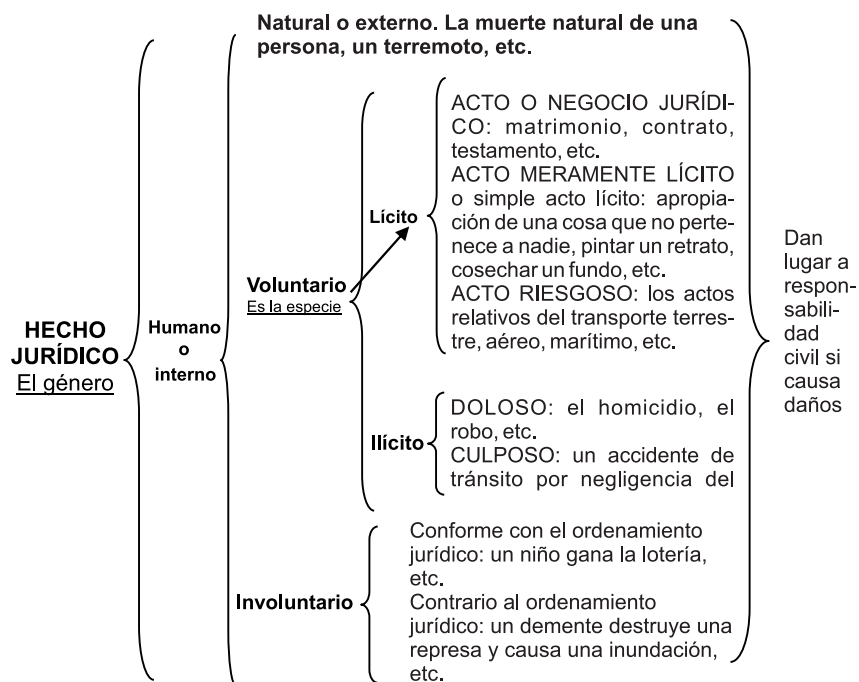 Natural o externo. La muerte natural de una
persona, un terremoto, etc.
HECHO
JURÍDICO
El género
Humano
o
interno
Voluntario
Es la especie
Lícito
ACTO O NEGOCIO JURÍDI-
CO: matrimonio, contrato,
testamento, etc.
ACTO MERAMENTE LÍCITO
o simple acto lícito: apropia-
ción de una cosa que no perte-
nece a nadie, pintar un retrato,
cosechar un fundo, etc.
ACTO RIESGOSO: los actos
relativos del transporte terres-
tre, aéreo, marítimo, etc.
Ilícito
DOLOSO: el homicidio, el
robo, etc.
CULPOSO: un accidente de
tránsito por negligencia del
Involuntario
Conforme con el ordenamiento
jurídico: un niño gana la lotería,
etc.
Contrario al ordenamiento
jurídico: un demente destruye una
represa y causa una inundación,
etc.
Dan
lugar a
respon-
sabili-
dad
civil si
causa
daños